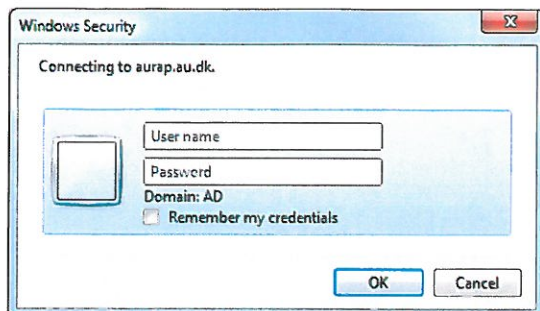 Windows Security
Connecting to aurap.au.dk.
User name
Password
Domain: AD
Remember my credentials
OK
Cancel